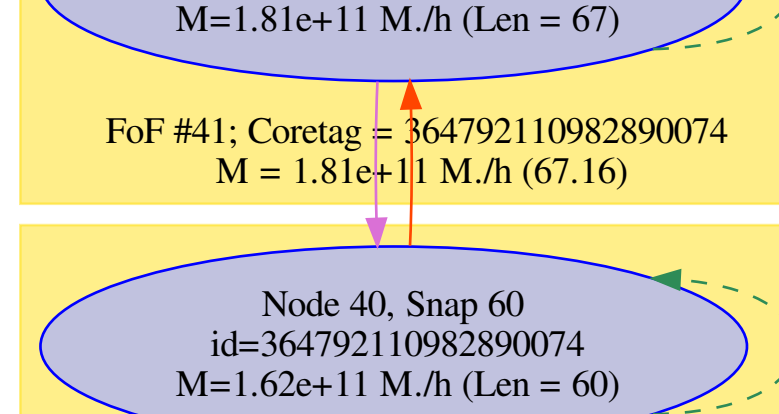 M=1.81e+11 M./h (Len = 67)
FoF #41; Coretag = 364792110982890074
M = 1.81e+11 M./h (67.16)
Node 40, Snap 60
id=364792110982890074
M=1.62e+11 M./h (Len = 60)